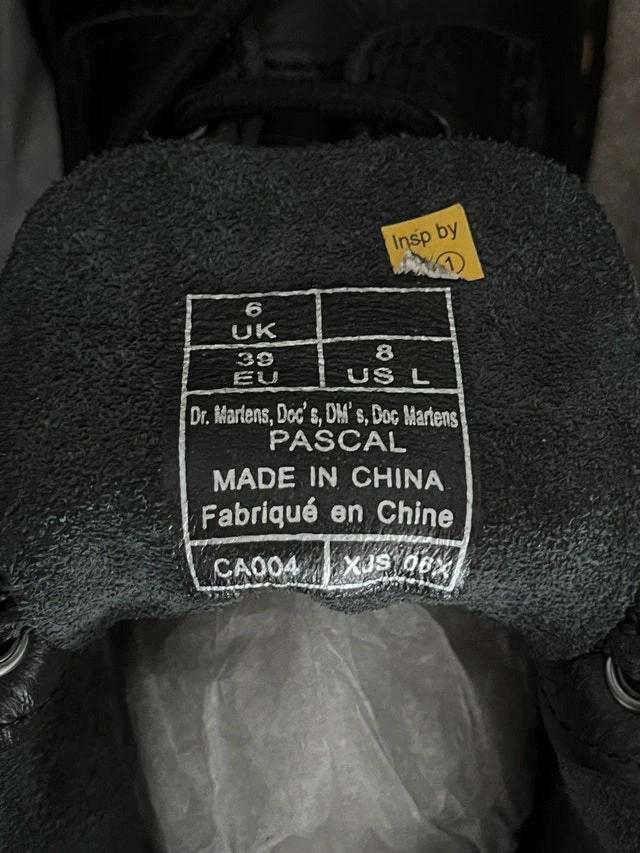 Insp by
1
6
UK
39
EU
8
US L
Dr. Martens, Doc's, DM's, Doc Martens
PASCAL
MADE IN CHINA
Fabriqué en Chine
CA004
XJS 06X